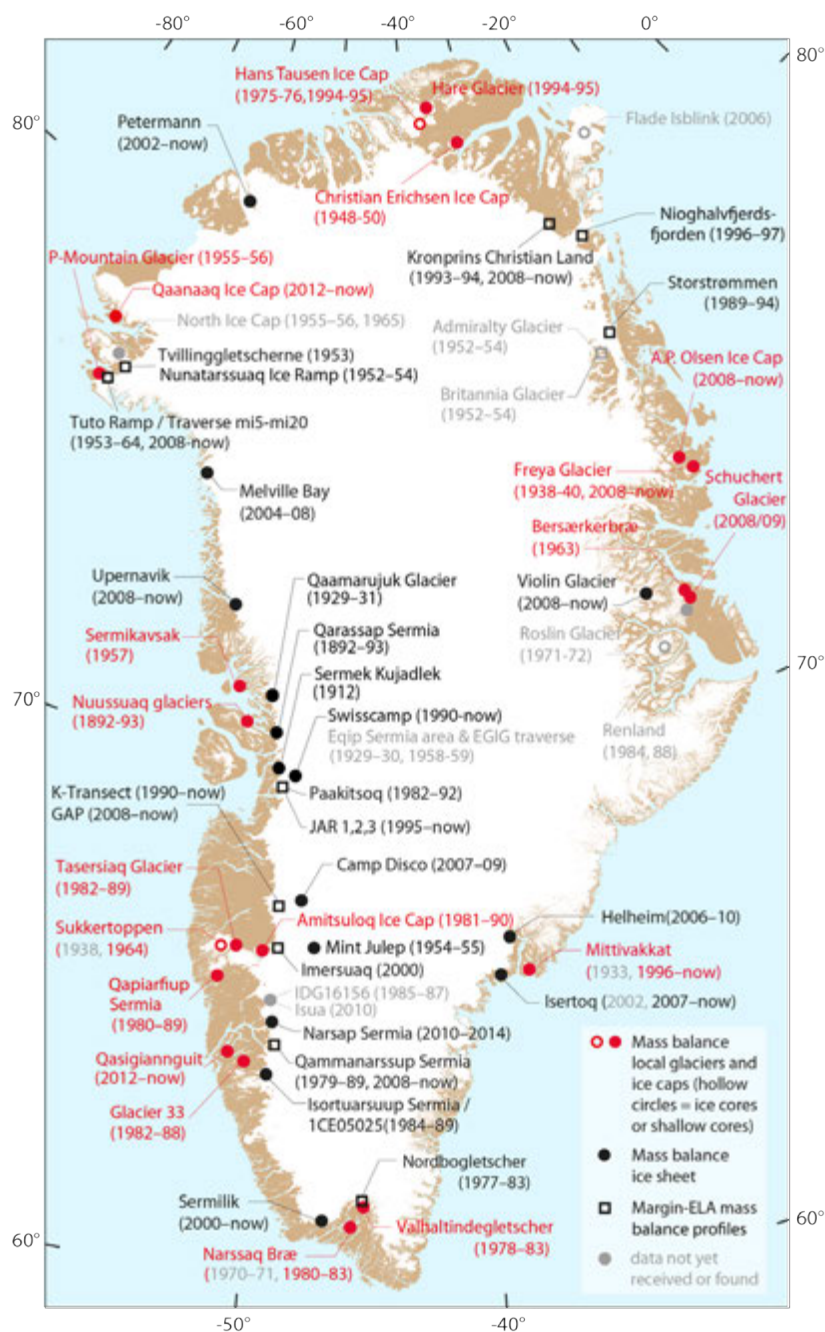 -80°
-70°
-60°
-40°
-20°
0°
80°
80°
Hans Tausen Ice Cap
(1975-76,1994-95)
Hare Glacier (1994-95)
Petermann
(2002–now)
Flade Isblink (2006)
Christian Erichsen Ice Cap
(1948-50)
Nioghalvfjerds-
fjorden (1996–97)
Kronprins Christian Land
(1993–94, 2008–now)
P-Mountain Glacier (1955–56)
Storstrømmen
(1989–94)
Qaanaaq Ice Cap (2012–now)
North Ice Cap (1955–56, 1965)
Admiralty Glacier
(1952–54)
Tvillinggletscherne (1953)
Nunatarssuaq Ice Ramp (1952–54)
A.P. Olsen Ice Cap
(2008–now)
Britannia Glacier
(1952–54)
Tuto Ramp / Traverse mi5-mi20
(1953–64, 2008-now)
Melville Bay
(2004–08)
Freya Glacier
(1938-40, 2008–now)
Schuchert
Glacier
(2008/09)
Bersærkerbræ
(1963)
Upernavik
(2008–now)
Qaamarujuk Glacier
(1929–31)
Violin Glacier
(2008–now)
Sermikavsak
(1957)
Qarassap Sermia
(1892–93)
Roslin Glacier
(1971-72)
Sermek Kujadlek
(1912)
70°
70°
Nuussuaq glaciers
(1892-93)
Swisscamp (1990-now)
Eqip Sermia area & EGIG traverse
(1929–30, 1958-59)
Renland
(1984, 88)
K-Transect (1990–now)
GAP (2008–now)
Paakitsoq (1982–92)
JAR 1,2,3 (1995–now)
Tasersiaq Glacier
(1982–89)
Camp Disco (2007–09)
Sukkertoppen
(1938, 1964)
Amitsuloq Ice Cap (1981–90)
Helheim(2006–10)
Mint Julep (1954–55)
Mittivakkat
(1933, 1996–now)
Imersuaq (2000)
Qapiarfiup
Sermia
(1980–89)
IDG16156 (1985–87)
Isua (2010)
Isertoq (2002, 2007–now)
Narsap Sermia (2010–2014)
Qasigiannguit
(2012–now)
Qammanarssup Sermia
(1979–89, 2008–now)
Glacier 33
(1982–88)
Isortuarsuup Sermia /
1CE05025(1984–89)
Mass balance
local glaciers and
ice caps (hollow
circles = ice cores
or shallow cores)
Mass balance
ice sheet
Margin-ELA mass
balance profiles
data not yet
received or found
Nordbogletscher
(1977–83)
Sermilik
(2000–now)
Valhaltindegletscher
(1978–83)
Narssaq Bræ
(1970–71, 1980–83)
60°
60°
-50°
-40°